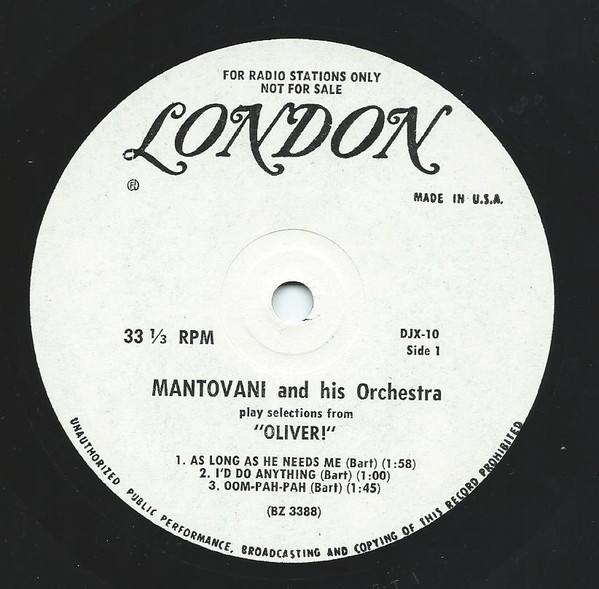 FOR RADIO STATIONS ONLY
NOT FOR SALE
LONDON
MADE IN U.S.A.
33 1/3 RPM
DJX-10
Side 1
MANTOVANI and his Orchestra
play selections from
"OLIVER!"
1. AS LONG AS HE NEEDS ME (Bart) (1:58)
2. I'D DO ANYTHING (Bart) (1:00)
3. OOM-PAH-PAH (Bart) (1:45)
(BZ 3388)
UNAUTHORIZED PUBLIC PERFORMANCE, BROADCASTING AND COPYING OF THIS RECORD PROHIBITED